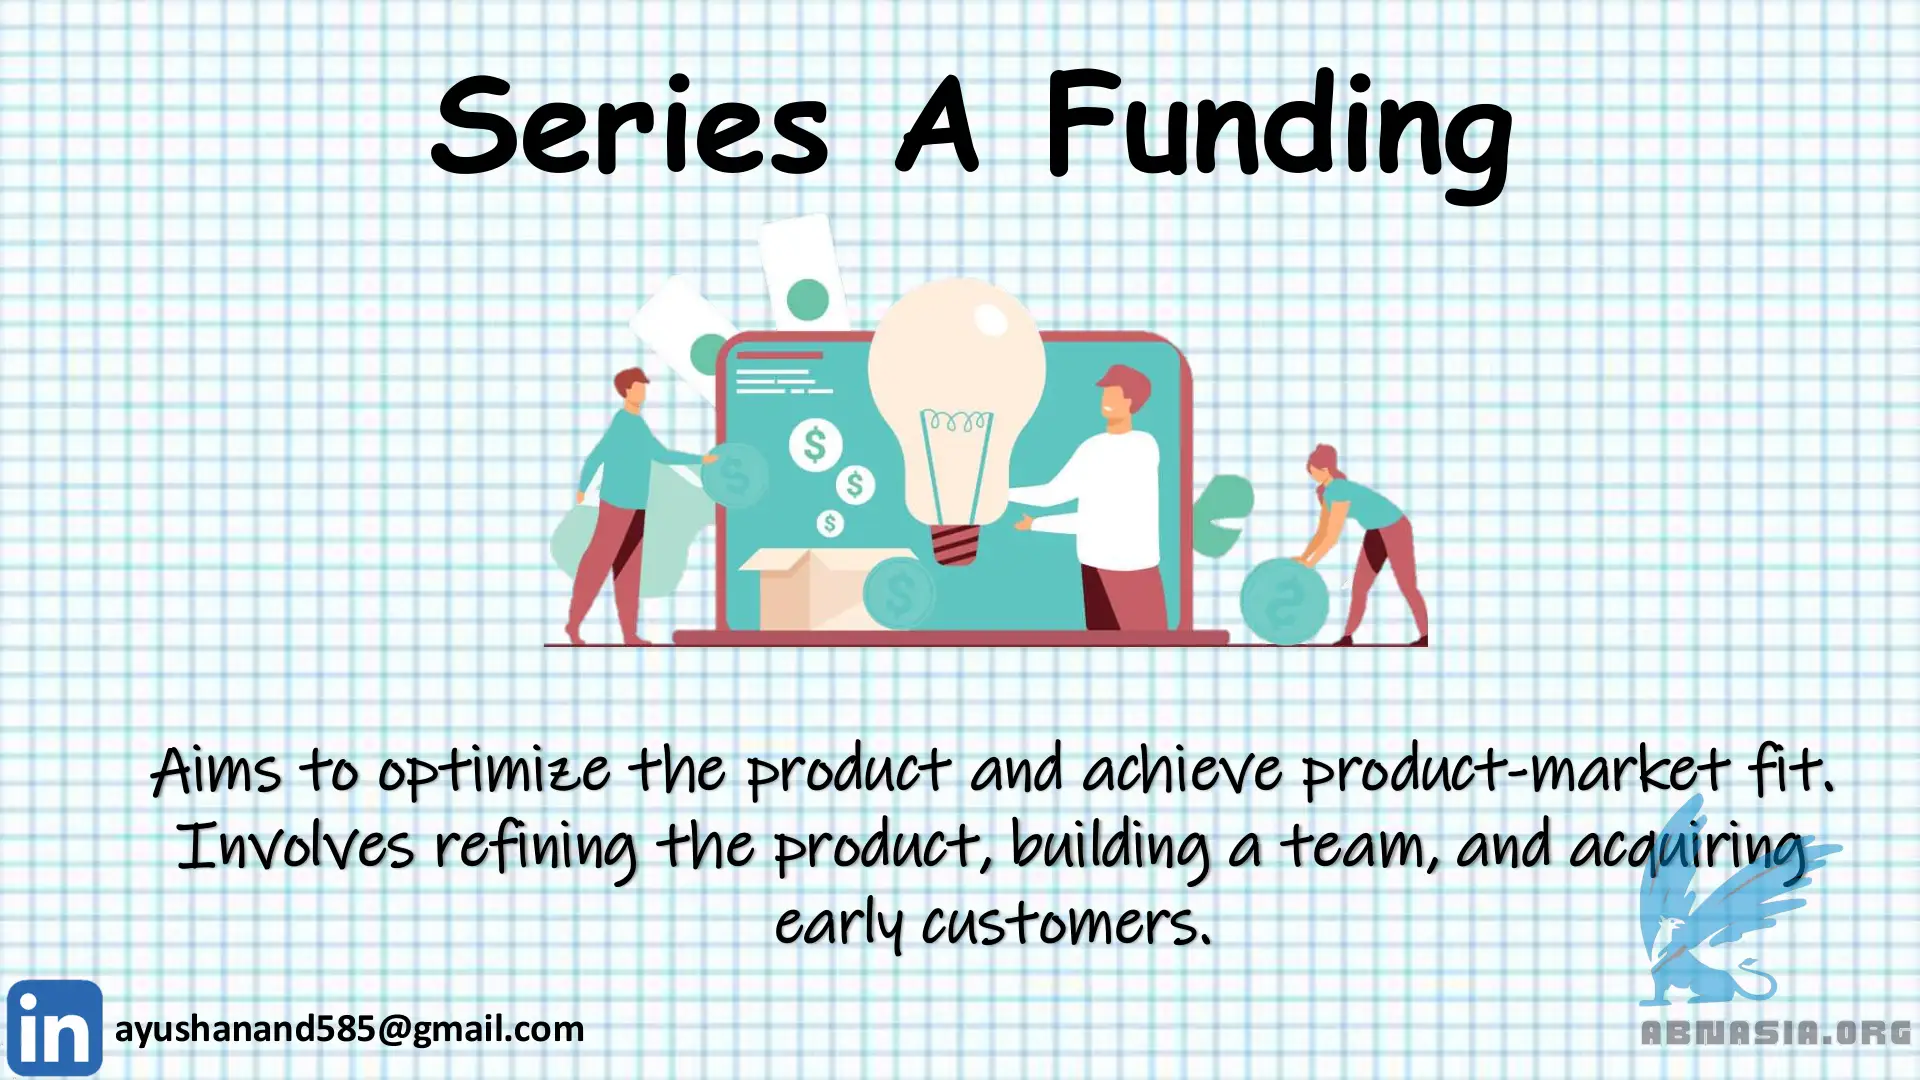 Series A Funding
$
$
$
$
$
$
Aims to optimize the product and achieve product-market fit.
Involves refining the product, building a team, and acquiring
early customers.
in
ayushanand585@gmail.com
ABNASIA.ORG